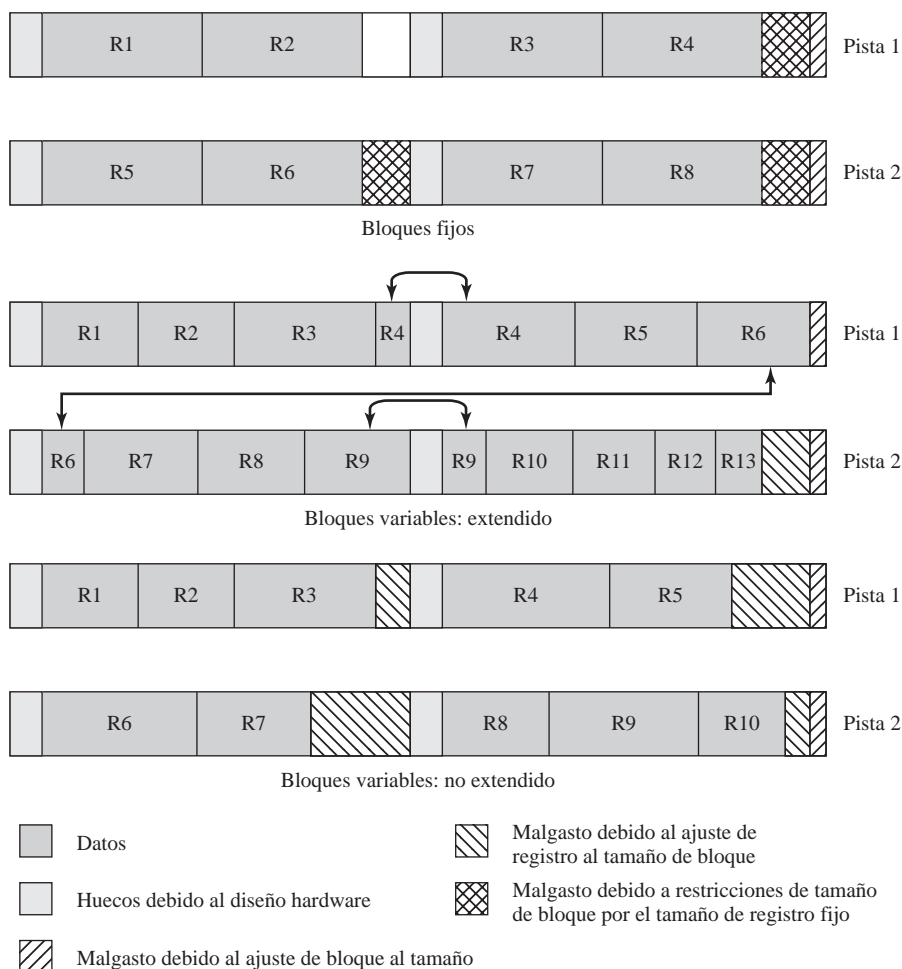 R1 R2 R3 R4 Pista 1
R5 R6 R7 R8 Pista 2
Bloques fijos
R1 R2 R3 R4 R4 R5 R6 Pista 1
R6 R7 R8 R9 R9 R10 R11 R12 R13 Pista 2
Bloques variables: extendido
R1 R2 R3 R4 R5 Pista 1
R6 R7 R8 R9 R10 Pista 2
Bloques variables: no extendido
Datos
Huecos debido al diseño hardware
Malgasto debido al ajuste de bloque al tamaño
Malgasto debido al ajuste de
registro al tamaño de bloque
Malgasto debido a restricciones de tamaño
de bloque por el tamaño de registro fijo